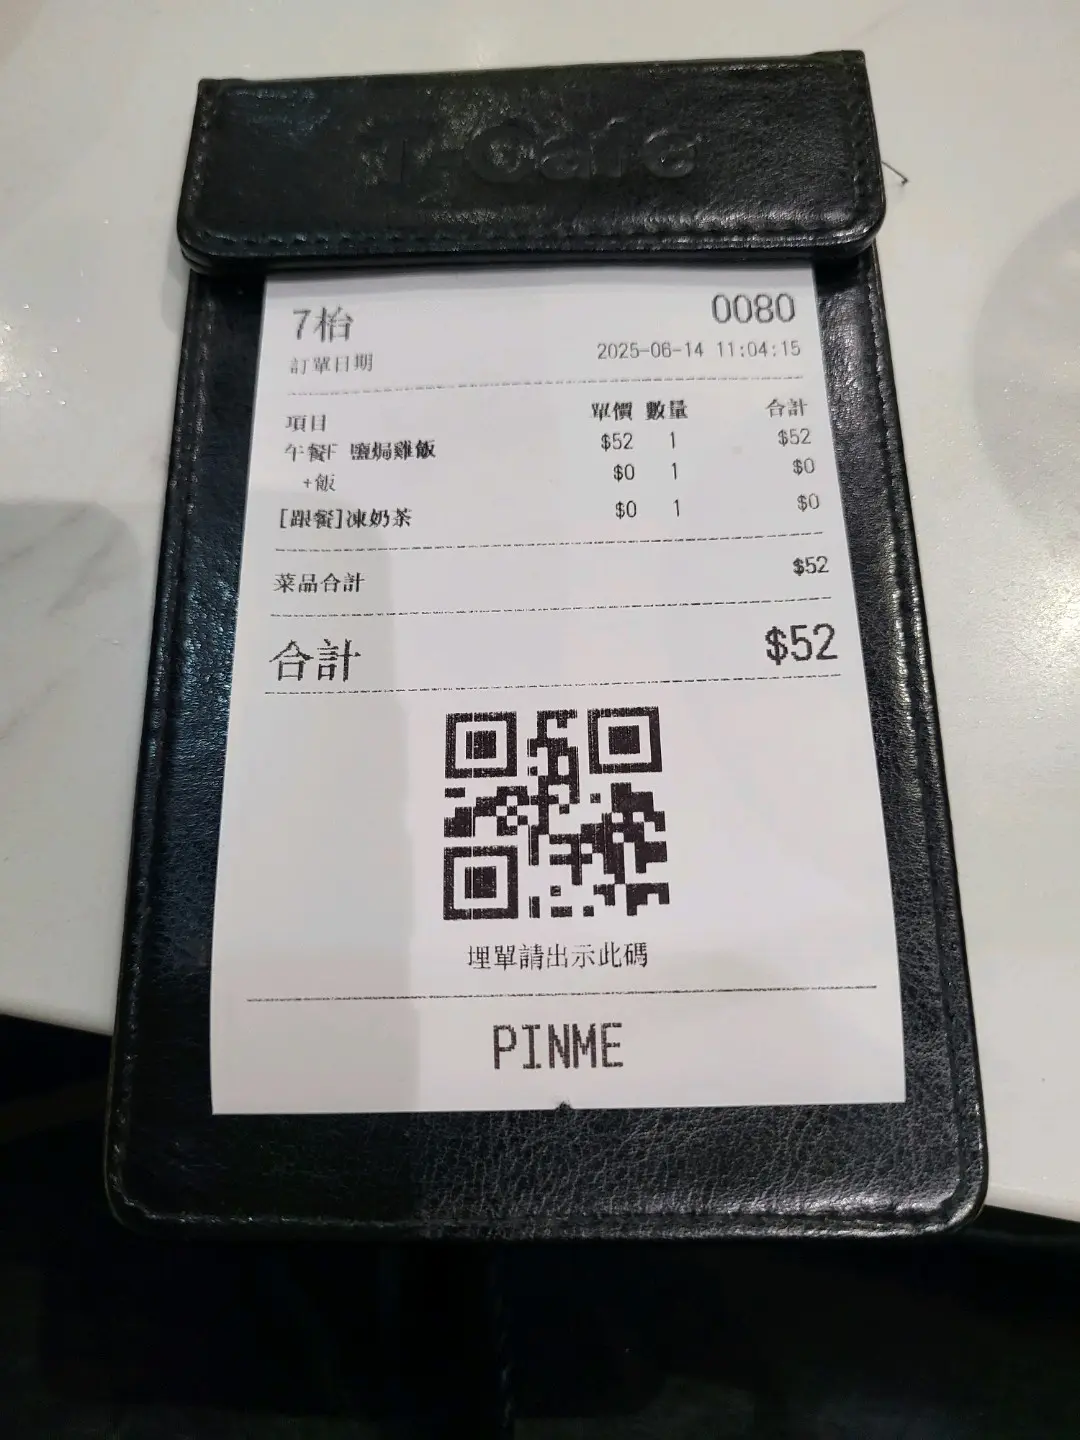 T-Café
7枱 0080
訂單日期 2025-06-14 11:04:15
項目 單價 數量 合計
午餐F 鹽焗雞飯 $52 1 $52
+飯 $0 1 $0
[跟餐]凍奶茶 $0 1 $0
菜品合計 $52
合計 $52
埋單請出示此碼
PINME